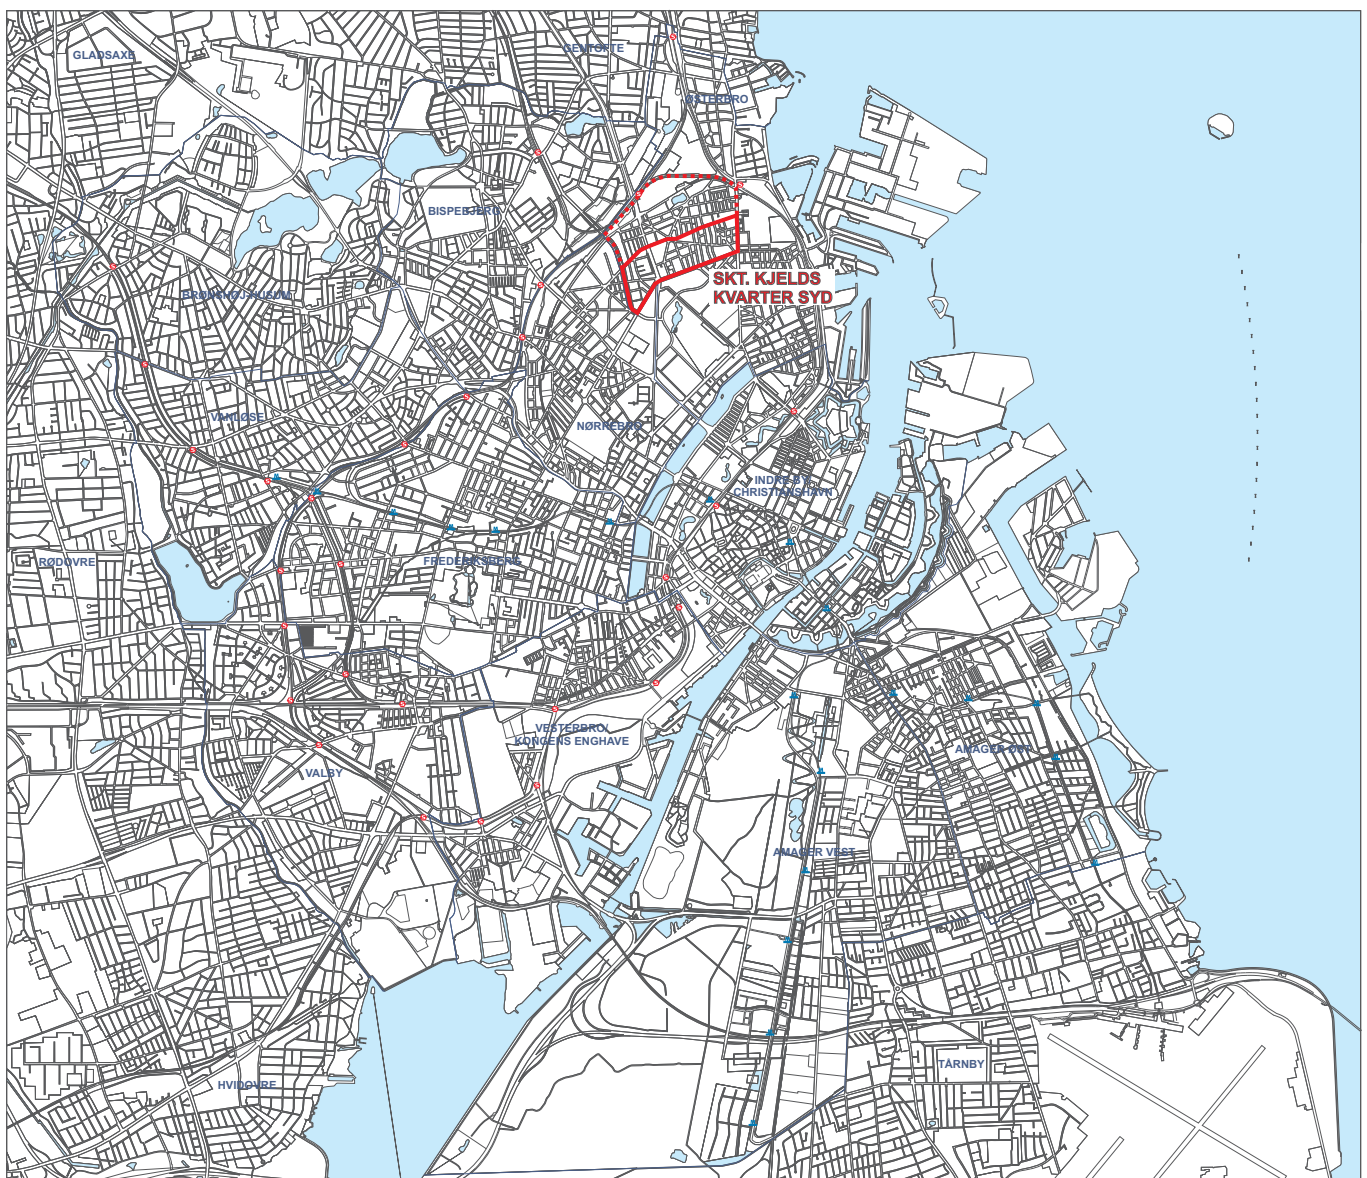 GLADSAXE
GENTOFTE
ØSTERBRO
BISPEBJERG
SKT. KJELDS
KVARTER SYD
BRØNSHØJ-HUSUM
VANLØSE
NØRREBRO
INDRE BY
CHRISTIANSHAVN
RØDOVRE
FREDERIKSBERG
VESTERBRO/
KONGENS ENGHAVE
AMAGER ØST
VALBY
AMAGER VEST
TÅRNBY
HVIDOVRE